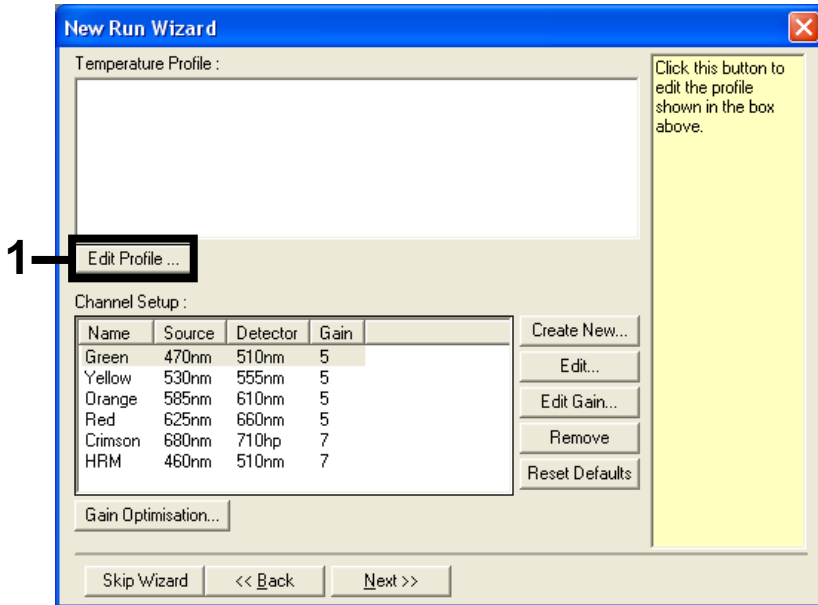 New Run Wizard
Temperature Profile :
Click this button to
edit the profile
shown in the box
above.
1
Edit Profile ...
Channel Setup :
Name Source Detector Gain
Green 470nm 510nm 5
Yellow 530nm 555nm 5
Orange 585nm 610nm 5
Red 625nm 660nm 5
Crimson 680nm 710hp 7
HRM 460nm 510nm 7
Create New...
Edit...
Edit Gain...
Remove
Reset Defaults
Gain Optimisation...
Skip Wizard << Back Next >>